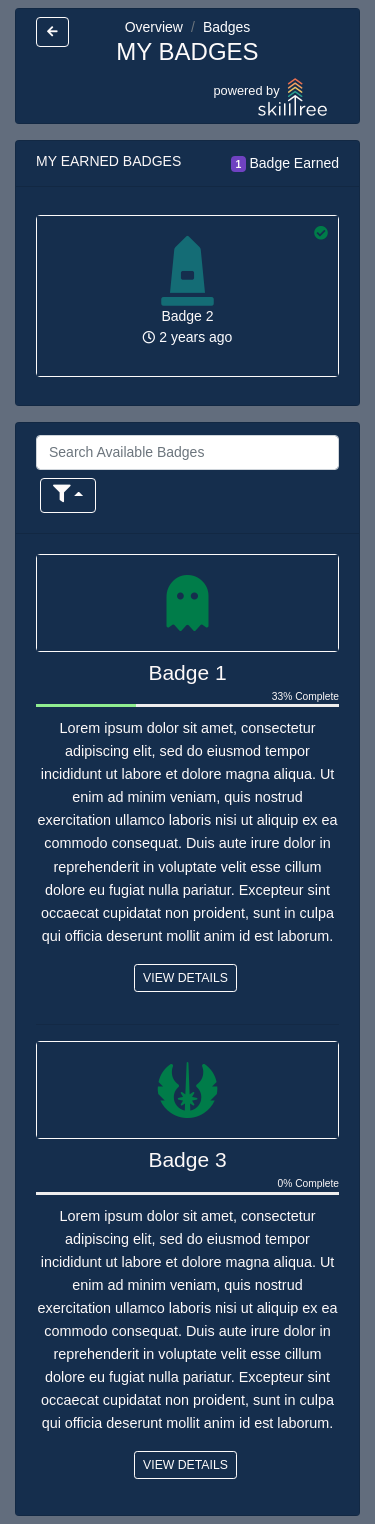 Overview / Badges
MY BADGES
powered by
skilltree
MY EARNED BADGES
1 Badge Earned
Badge 2
2 years ago
Search Available Badges
Badge 1
33% Complete
Lorem ipsum dolor sit amet, consectetur
adipiscing elit, sed do eiusmod tempor
incididunt ut labore et dolore magna aliqua. Ut
enim ad minim veniam, quis nostrud
exercitation ullamco laboris nisi ut aliquip ex ea
commodo consequat. Duis aute irure dolor in
reprehenderit in voluptate velit esse cillum
dolore eu fugiat nulla pariatur. Excepteur sint
occaecat cupidatat non proident, sunt in culpa
qui officia deserunt mollit anim id est laborum.
VIEW DETAILS
Badge 3
0% Complete
Lorem ipsum dolor sit amet, consectetur
adipiscing elit, sed do eiusmod tempor
incididunt ut labore et dolore magna aliqua. Ut
enim ad minim veniam, quis nostrud
exercitation ullamco laboris nisi ut aliquip ex ea
commodo consequat. Duis aute irure dolor in
reprehenderit in voluptate velit esse cillum
dolore eu fugiat nulla pariatur. Excepteur sint
occaecat cupidatat non proident, sunt in culpa
qui officia deserunt mollit anim id est laborum.
VIEW DETAILS